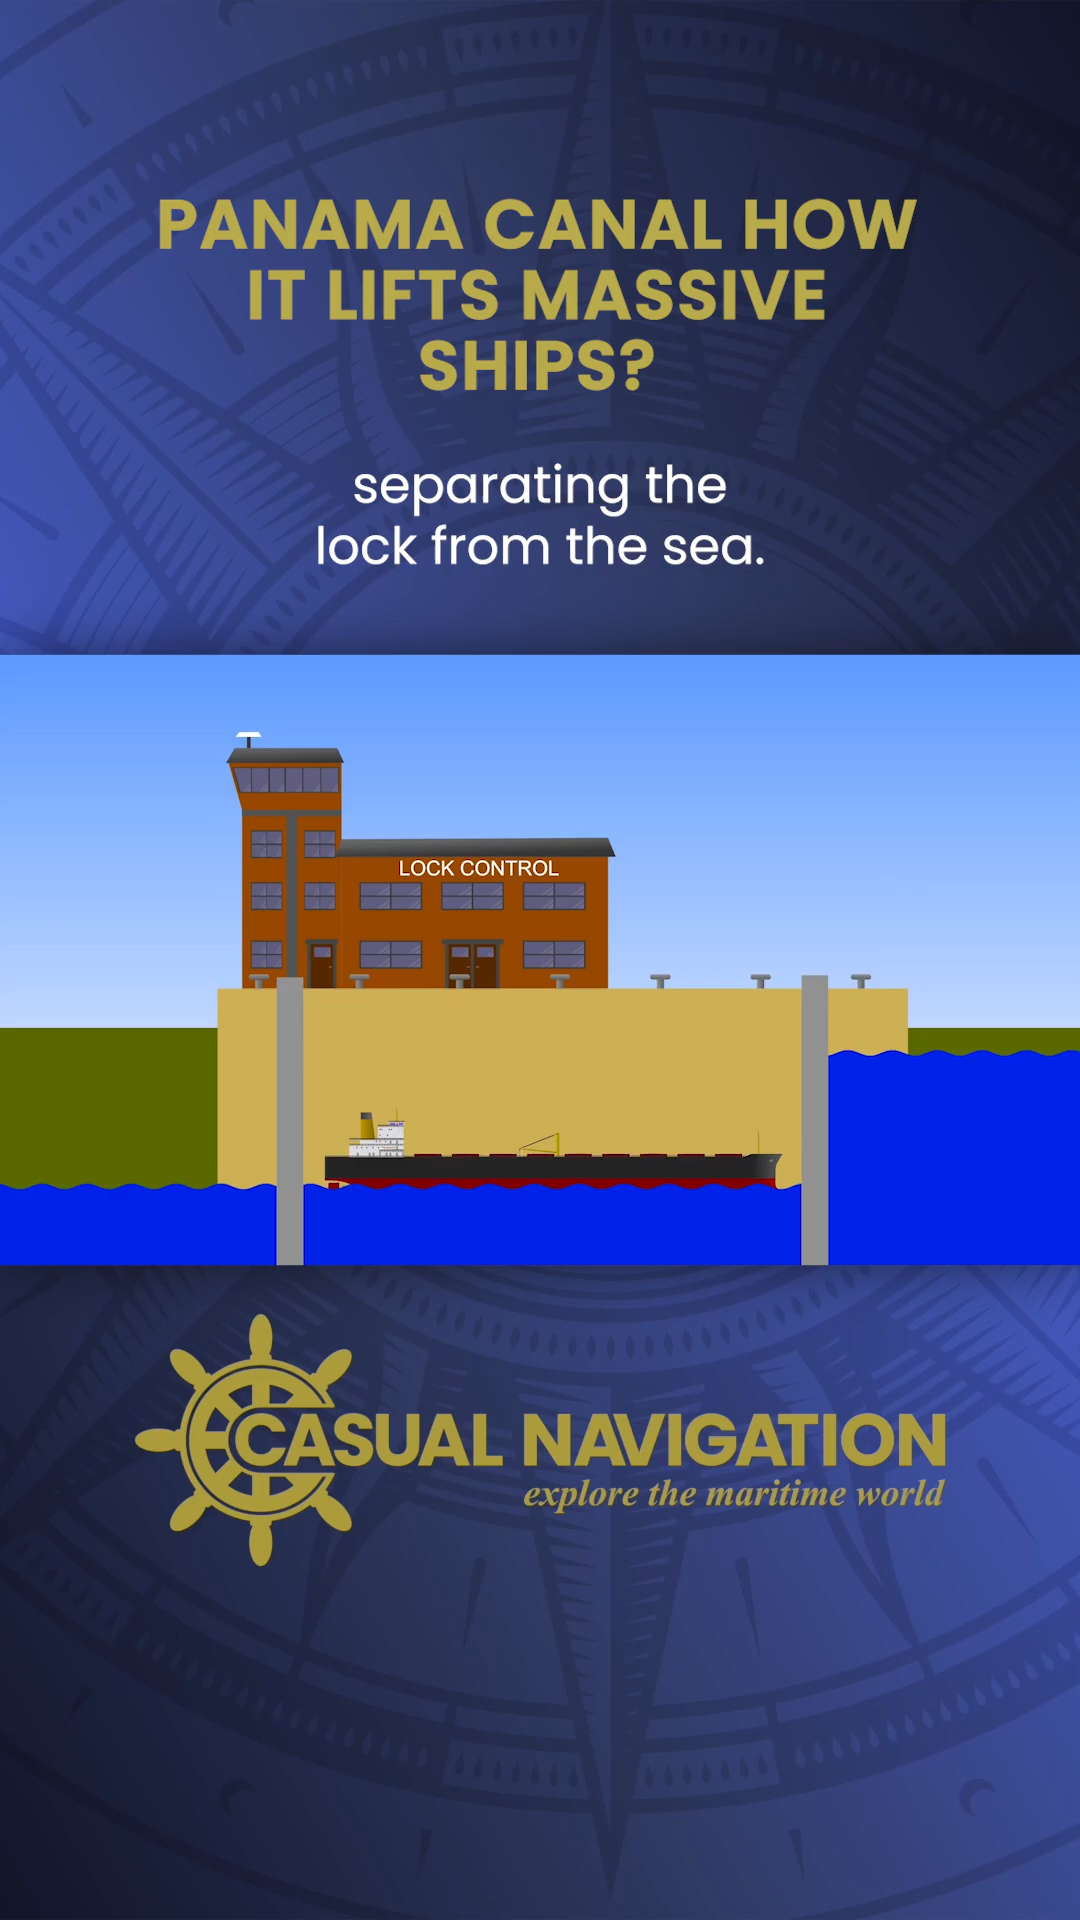 PANAMA CANAL HOW
IT LIFTS MASSIVE
SHIPS?
separating the
lock from the sea.
LOCK CONTROL
CASUAL NAVIGATION
explore the maritime world